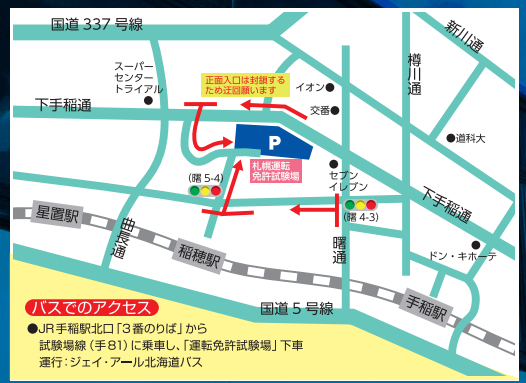 国道 337 号線
新川通
樽川通
スーパー
センター
トライアル
正面入口は封鎖する
ため迂回願います
イオン
交番
下手稲通
P
道科大
札幌運転
免許試験場
セブン
イレブン
(曙 5-4)
(曙 4-3)
下手稲通
星置駅
曲長通
稲穂駅
曙通
ドン・キホーテ
手稲駅
国道 5 号線
バスでのアクセス
●JR手稲駅北口「3番のりば」から
試験場線(手81)に乗車し、「運転免許試験場」下車
運行:ジェイ・アール北海道バス